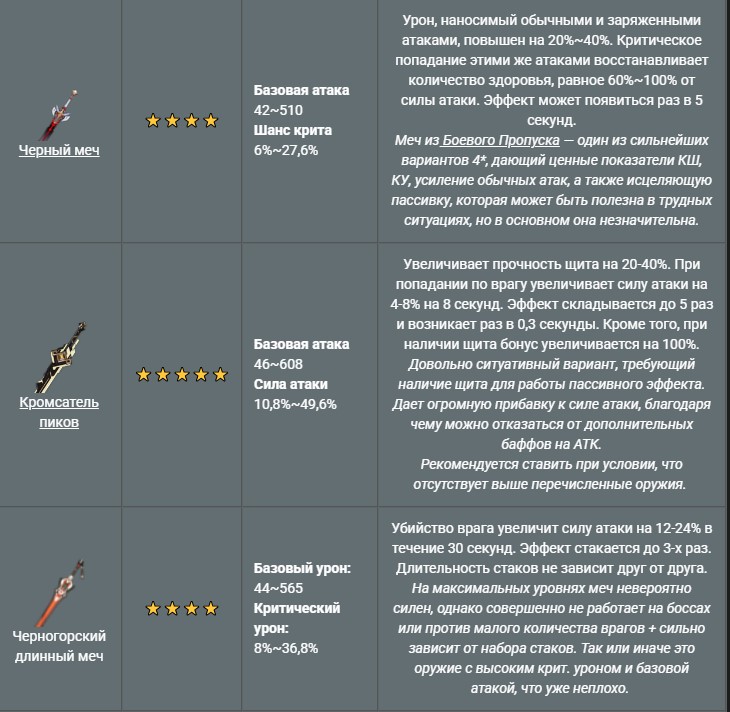 Черный меч
Базовая атака
42~510
Шанс крита
6%~27,6%
Урон, наносимый обычными и заряженными
атаками, повышен на 20%~40%. Критическое
попадание этими же атаками восстанавливает
количество здоровья, равное 60%~100% от
силы атаки. Эффект может появиться раз в 5
секунд.
Меч из Боевого Пропуска — один из сильнейших
вариантов 4*, дающий ценные показатели КШ,
КУ, усиление обычных атак, а также исцеляющую
пассивку, которая может быть полезна в трудных
ситуациях, но в основном она незначительна.
Кромсатель
пиков
Базовая атака
46~608
Сила атаки
10,8%~49,6%
Увеличивает прочность щита на 20-40%. При
попадании по врагу увеличивает силу атаки на
4-8% на 8 секунд. Эффект складывается до 5 раз
и возникает раз в 0,3 секунды. Кроме того, при
наличии щита бонус увеличивается на 100%.
Довольно ситуативный вариант, требующий
наличие щита для работы пассивного эффекта.
Дает огромную прибавку к силе атаки, благодаря
чему можно отказаться от дополнительных
баффов на АТК.
Рекомендуется ставить при условии, что
отсутствует выше перечисленные оружия.
Черногорский
длинный меч
Базовый урон:
44~565
Критический
урон:
8%~36,8%
Убийство врага увеличит силу атаки на 12-24% в
течение 30 секунд. Эффект стакается до 3-х раз.
Длительность стаков не зависит друг от друга.
На максимальных уровнях меч невероятно
силен, однако совершенно не работает на боссах
или против малого количества врагов + сильно
зависит от набора стаков. Так или иначе это
оружие с высоким крит. уроном и базовой
атакой, что уже неплохо.